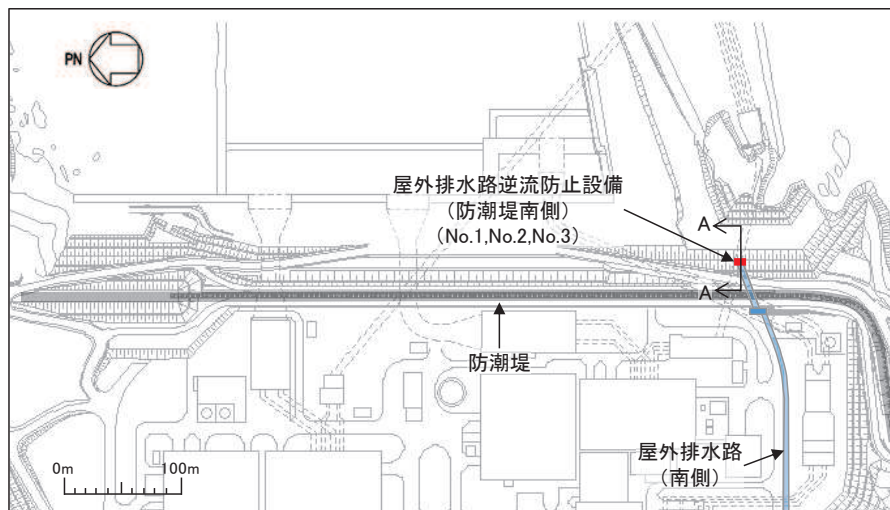 PN
屋外排水路逆流防止設備
（防潮堤南側）
（No.1,No.2,No.3）
A
A
防潮堤
屋外排水路
（南側）
0m
100m